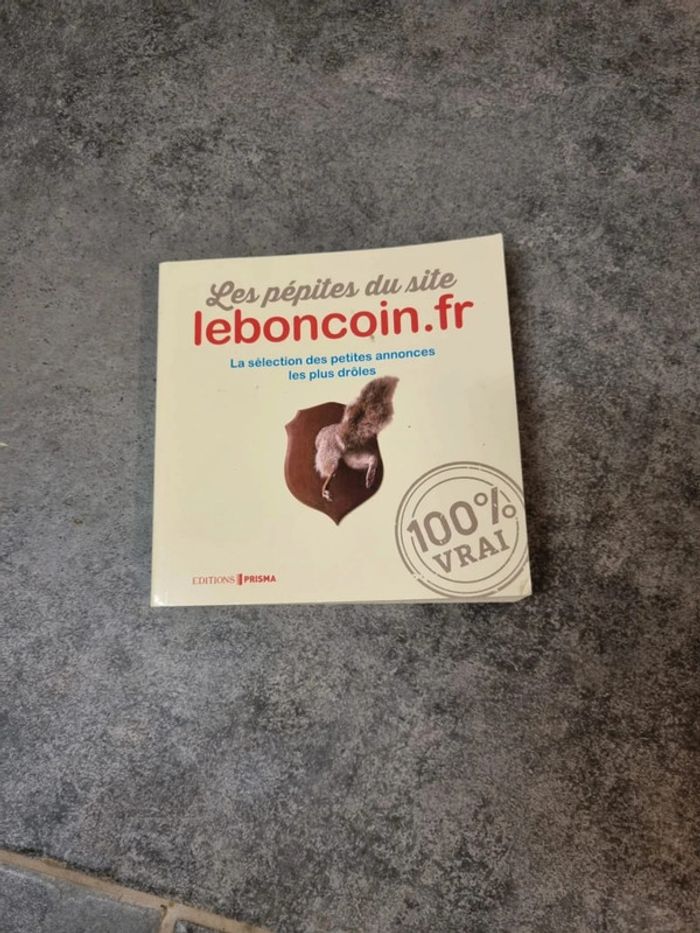 Les pépites du site
leboncoin.fr
La sélection des petites annonces
les plus drôles
100%
VRAI
EDITIONS PRISMA